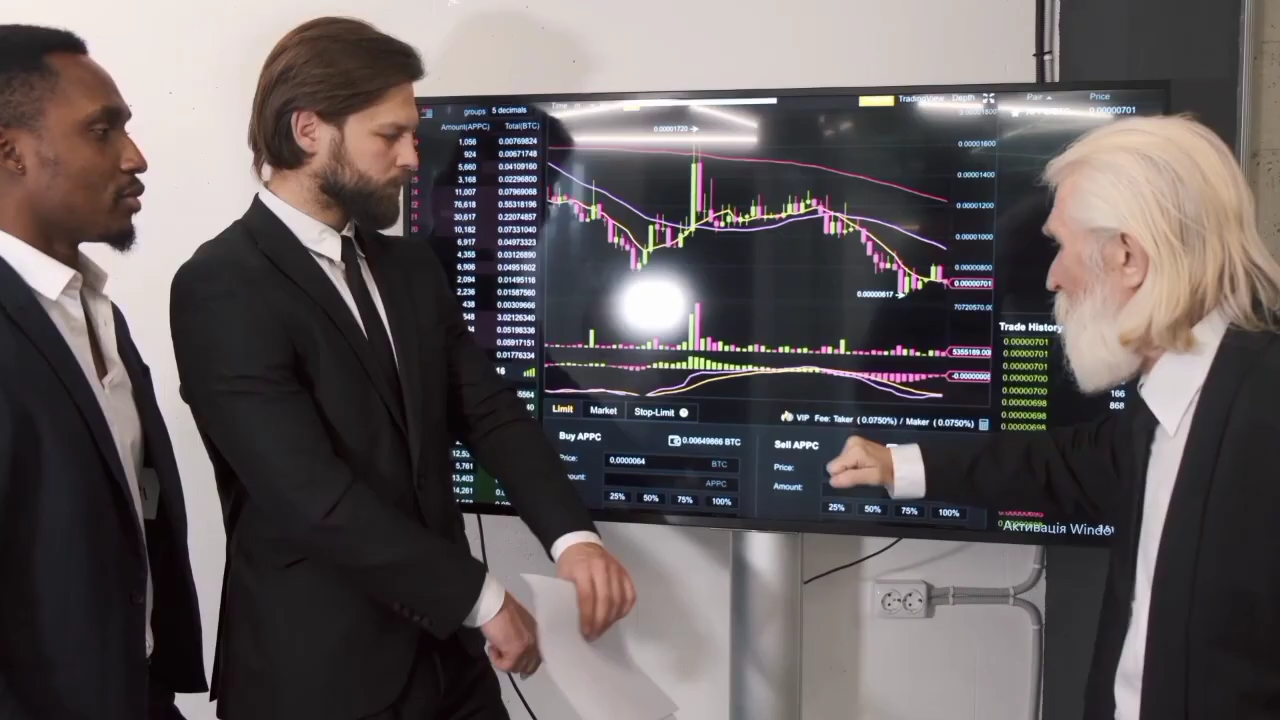 groups 5 decimals
Amount(APPC) Total(BTC)
1,056 0.00769824
924 0.00671748
5,660 0.04109160
3,168 0.02296800
11,007 0.07969068
76,618 0.55318196
30,617 0.22074857
10,182 0.07331040
6,917 0.04973323
4,355 0.03126890
6,906 0.04951602
2,094 0.01495116
2,236 0.01587560
438 0.00309666
548 3.02126340
0.05198338
0.01776334
Time
TradingView Depth
Pair Price
0.00000701
0.00001720
0.00001600
0.00001400
0.00001200
0.00001000
0.00000800
0.00000701
0.00000617
70720570.00
5355189.00
-0.00000006
Trade History
0.00000701
0.00000701
0.00000701
0.00000700
0.00000700 166
0.00000698 868
0.00000698
Limit Market Stop-Limit
VIP Fee: Taker (0.0750%) / Maker (0.0750%)
Buy APPC 0.00649866 BTC
Price: 0,0000064 BTC
APPC
25% 50% 75% 100%
Sell APPC
Price:
Amount:
25% 50% 75% 100%
5,761
13,403
14,261
Активація Windo